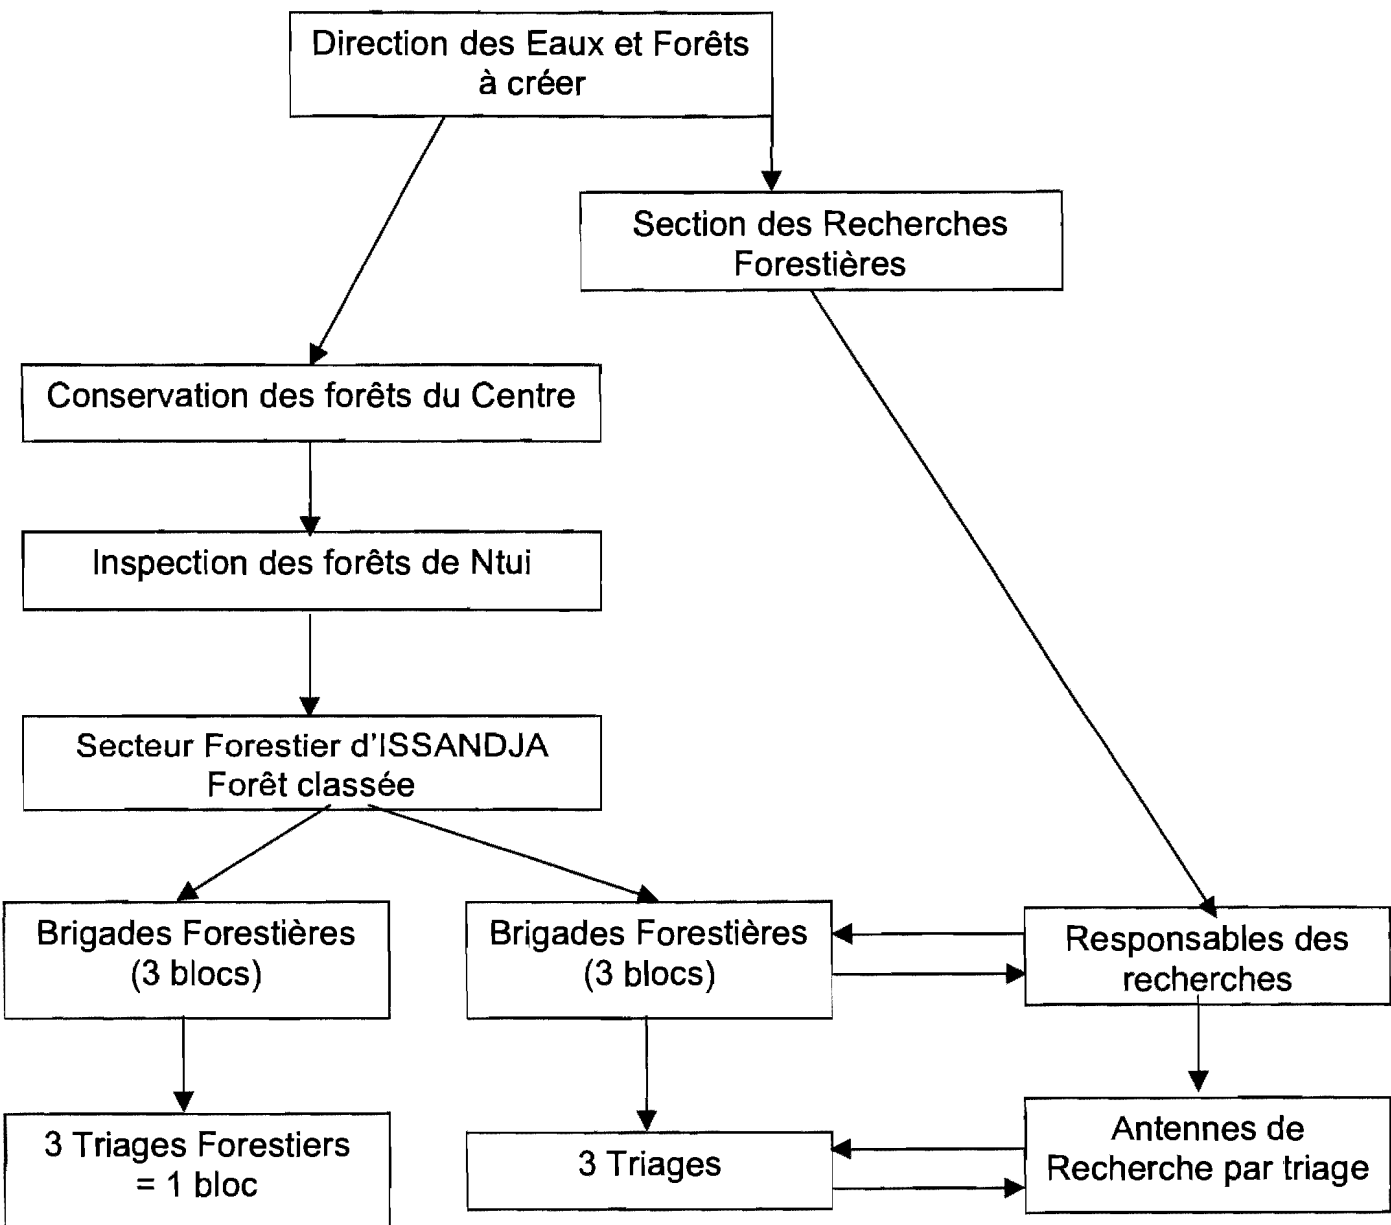 Direction des Eaux et Forêts
à créer
Section des Recherches
Forestières
Conservation des forêts du Centre
Inspection des forêts de Ntui
Secteur Forestier d'ISSANDJA
Forêt classée
Brigades Forestières
(3 blocs)
Brigades Forestières
(3 blocs)
Responsables des
recherches
3 Triages Forestiers
= 1 bloc
3 Triages
Antennes de
Recherche par triage